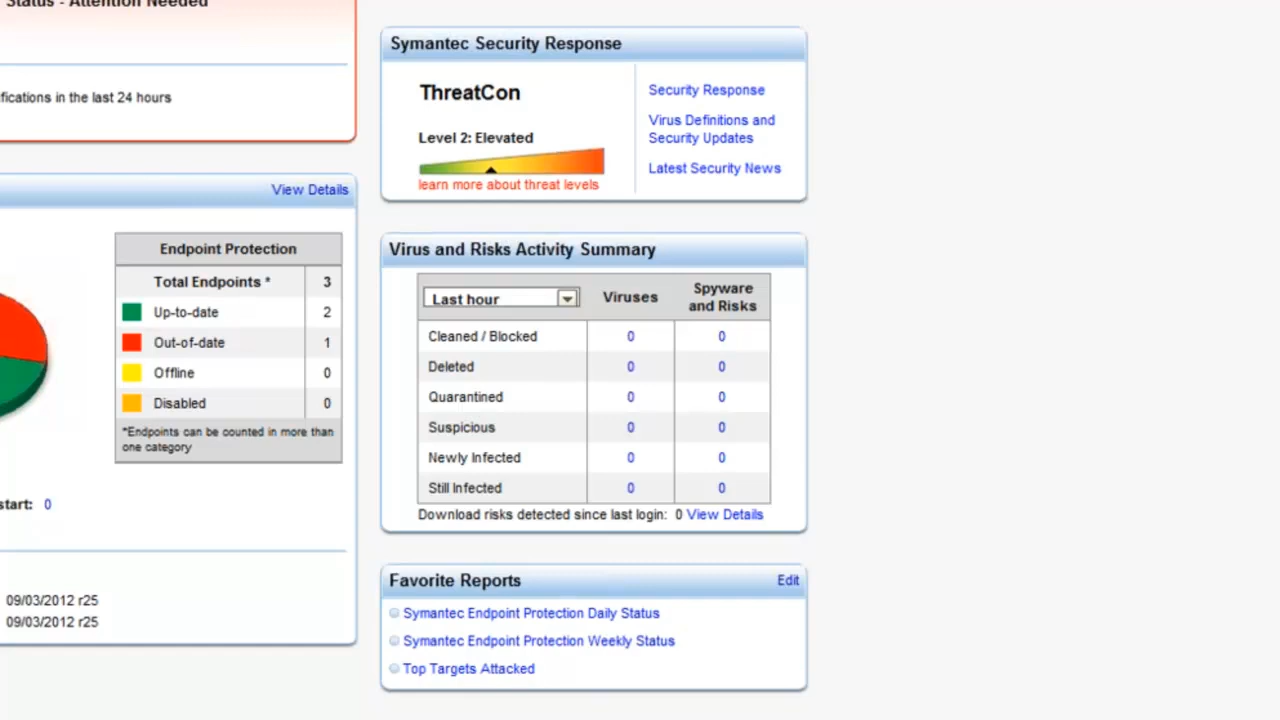 Status - Attention Needed
fications in the last 24 hours
View Details
Endpoint Protection
Total Endpoints * 3
Up-to-date 2
Out-of-date 1
Offline 0
Disabled 0
*Endpoints can be counted in more than
one category
start: 0
09/03/2012 r25
09/03/2012 r25
Symantec Security Response
ThreatCon
Level 2: Elevated
learn more about threat levels
Security Response
Virus Definitions and
Security Updates
Latest Security News
Virus and Risks Activity Summary
Last hour Viruses Spyware
and Risks
Cleaned / Blocked 0 0
Deleted 0 0
Quarantined 0 0
Suspicious 0 0
Newly Infected 0 0
Still Infected 0 0
Download risks detected since last login: 0 View Details
Favorite Reports Edit
Symantec Endpoint Protection Daily Status
Symantec Endpoint Protection Weekly Status
Top Targets Attacked